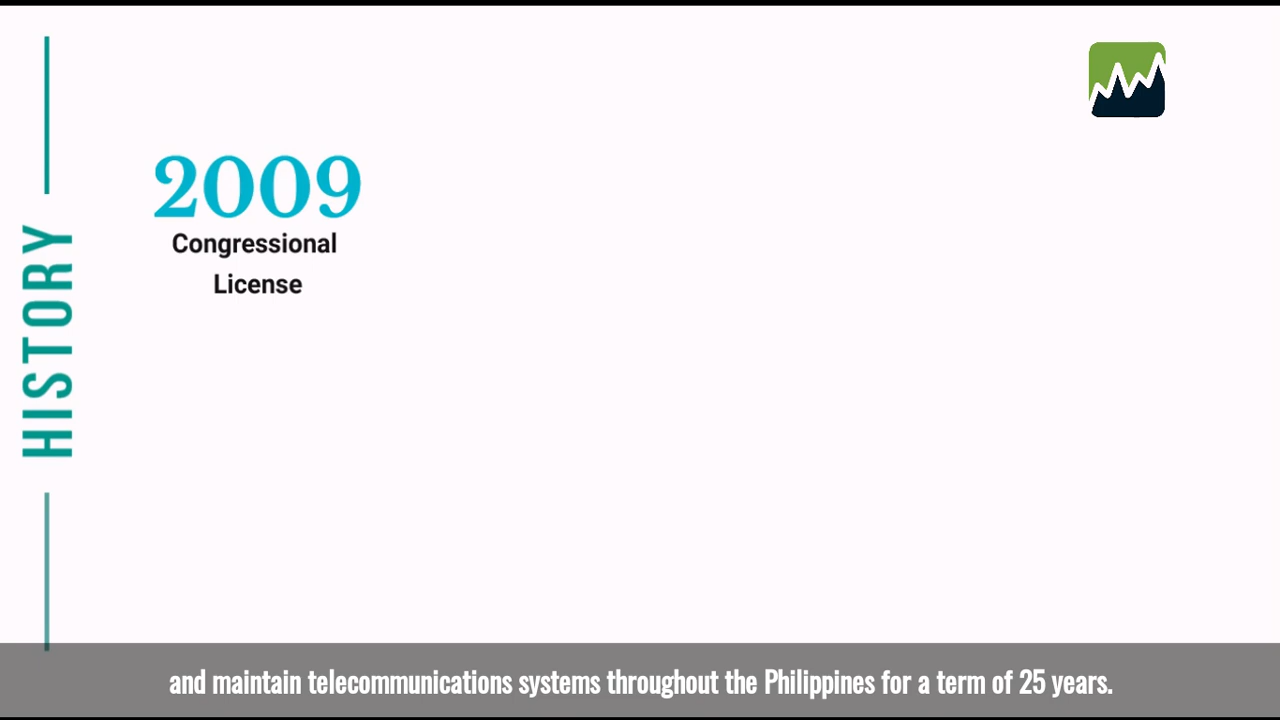 HISTORY
2009
Congressional
License
and maintain telecommunications systems throughout the Philippines for a term of 25 years.